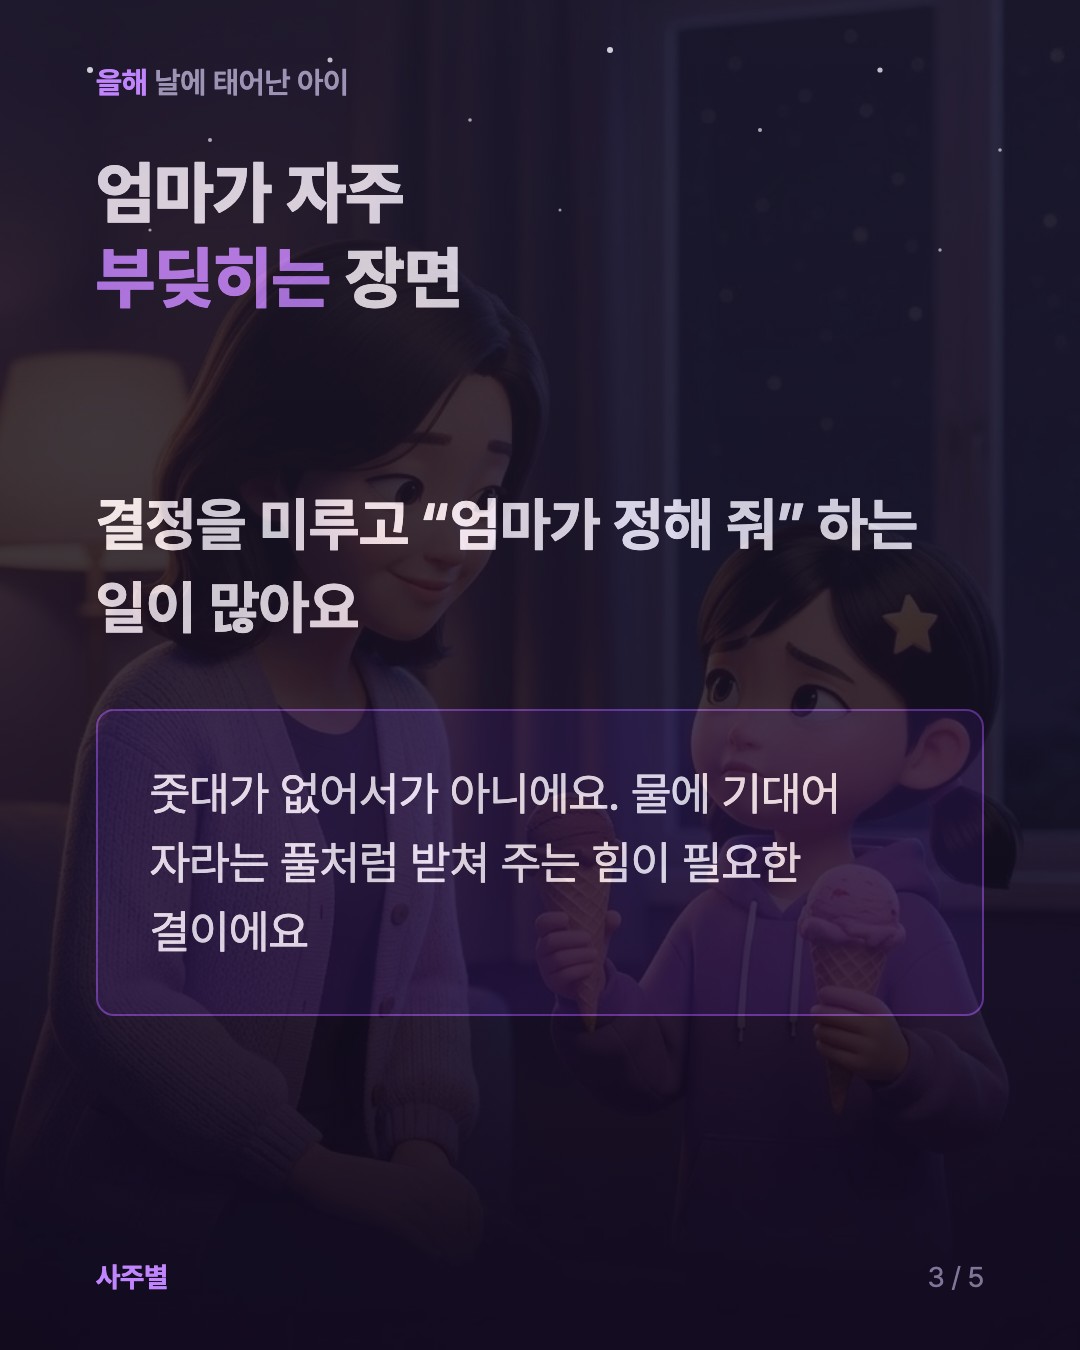 을해 날에 태어난 아이
엄마가 자주
부딪히는 장면
결정을 미루고 “엄마가 정해 줘” 하는
일이 많아요
줏대가 없어서가 아니에요. 물에 기대어
자라는 풀처럼 받쳐 주는 힘이 필요한
결이에요
사주별
3 / 5